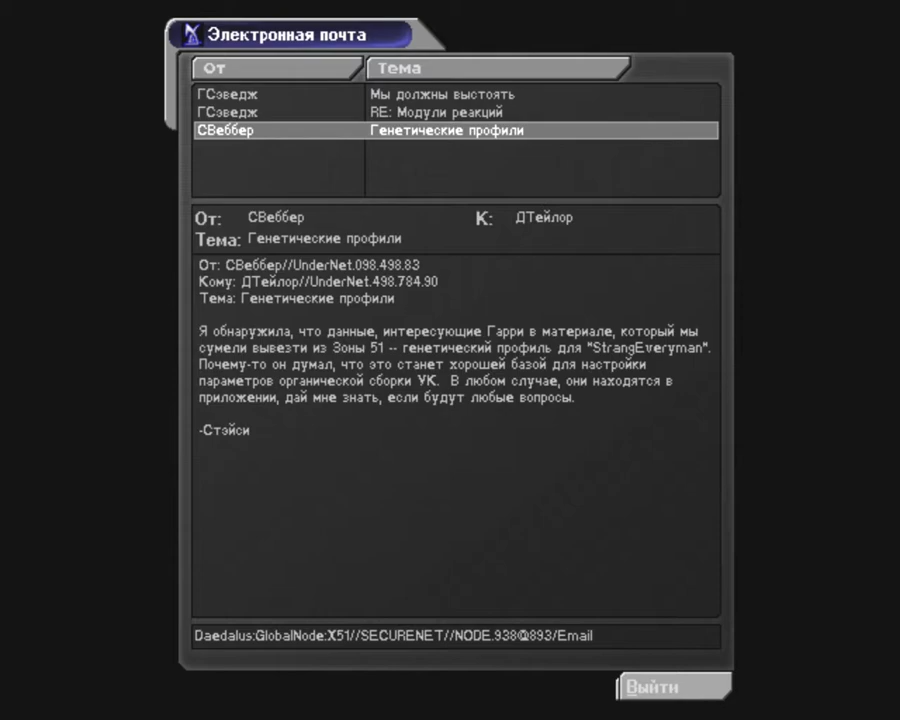 Электронная почта
От Тема
ГСэведж Мы должны выстоять
ГСэведж RE: Модули реакций
СВеббер Генетические профили
От: СВеббер К: ДТейлор
Тема: Генетические профили
От: СВеббер//UnderNet.098.498.83
Кому: ДТейлор//UnderNet.498.784.90
Тема: Генетические профили
Я обнаружила, что данные, интересующие Гарри в материале, который мы
сумели вывезти из Зоны 51 -- генетический профиль для "StrangEveryman".
Почему-то он думал, что это станет хорошей базой для настройки
параметров органической сборки УК. В любом случае, они находятся в
приложении, дай мне знать, если будут любые вопросы.
-Стэйси
Daedalus:GlobalNode:X51//SECURENET//NODE.938@893/Email
Выйти